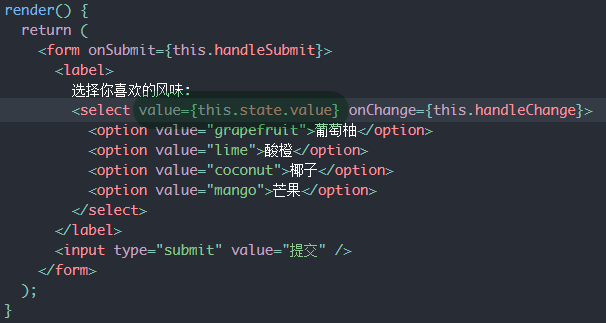 render() {
  return (
    <form onSubmit={this.handleSubmit}>
      <label>
        选择你喜欢的风味:
        <select value={this.state.value} onChange={this.handleChange}>
          <option value="grapefruit">葡萄柚</option>
          <option value="lime">酸橙</option>
          <option value="coconut">椰子</option>
          <option value="mango">芒果</option>
        </select>
      </label>
      <input type="submit" value="提交" />
    </form>
  );
}